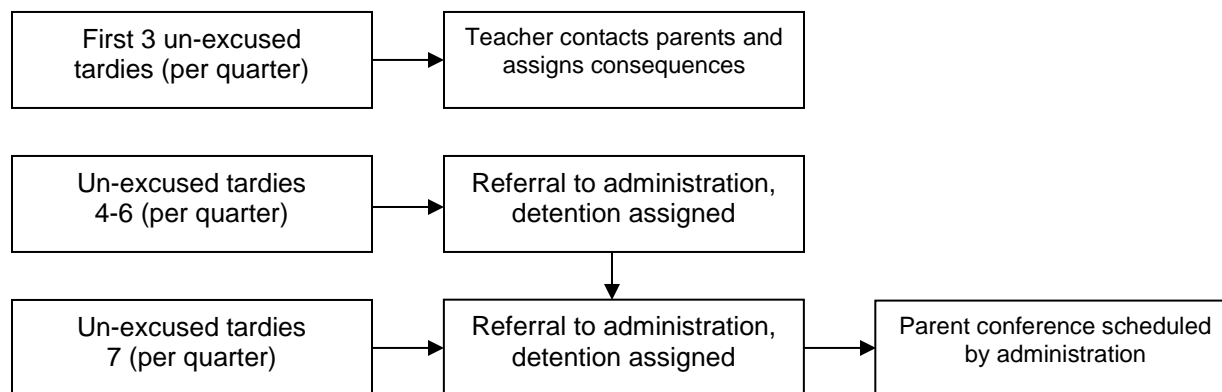 First 3 un-excused
tardies (per quarter)
Teacher contacts parents and
assigns consequences
Un-excused tardies
4-6 (per quarter)
Referral to administration,
detention assigned
Un-excused tardies
7 (per quarter)
Referral to administration,
detention assigned
Parent conference scheduled
by administration